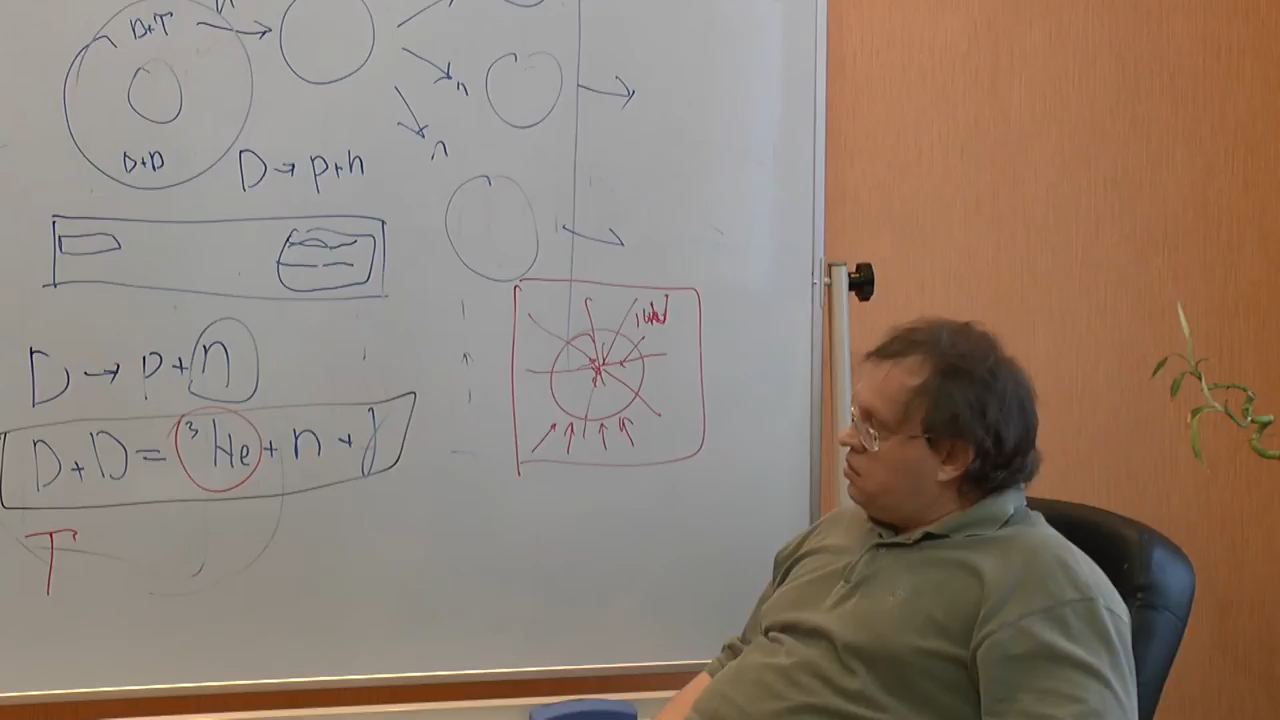 D+T n
n
n
D+D D → p+n
D → p+n
D+D= ³He+n+γ
T